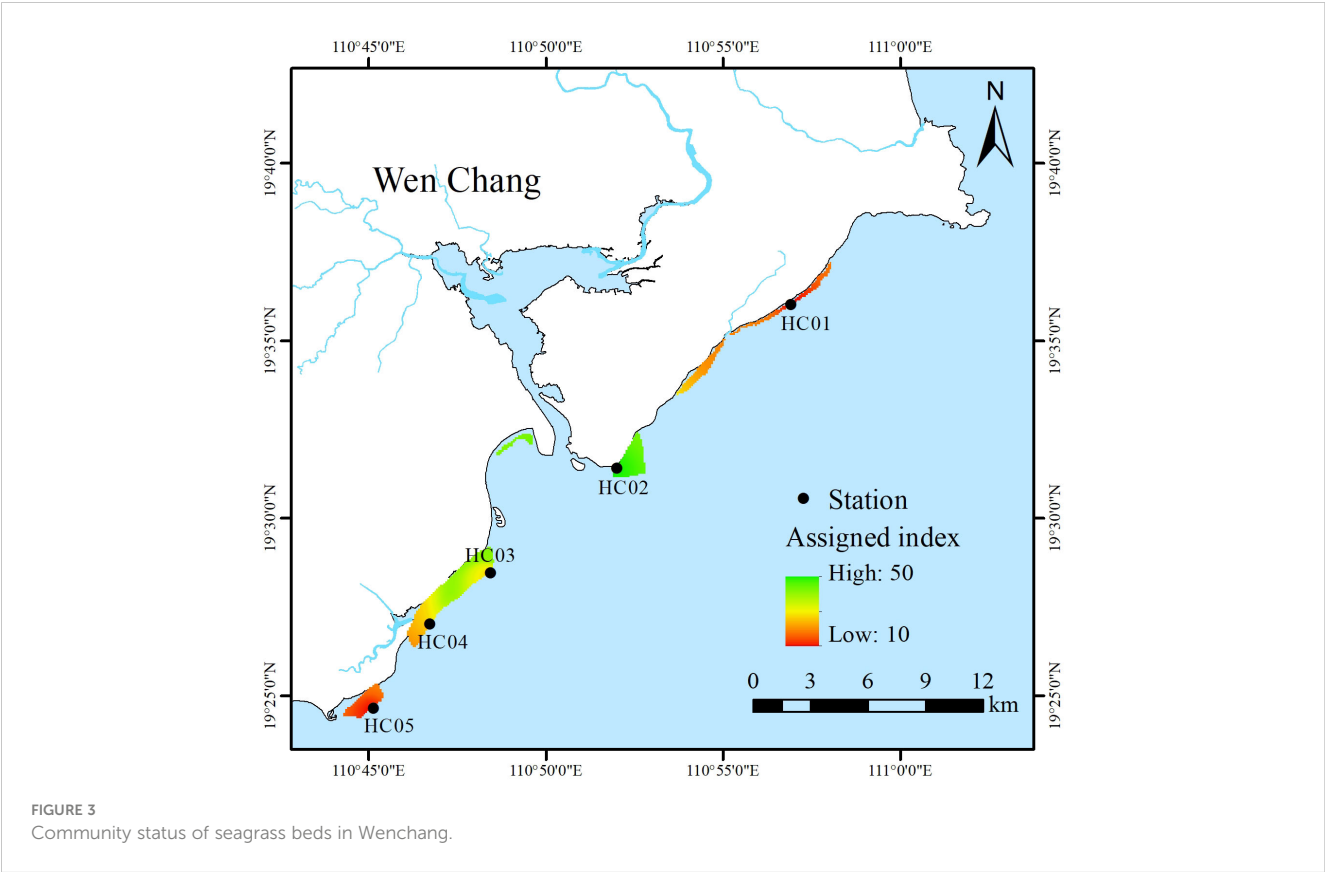 110°45'0"E 110°50'0"E 110°55'0"E 111°0'0"E
N
19°40'0"N 19°40'0"N
Wen Chang
HC01
19°35'0"N 19°35'0"N
HC02
Station
19°30'0"N 19°30'0"N
Assigned index
HC03
High: 50
Low: 10
HC04
0 3 6 9 12
km
19°25'0"N 19°25'0"N
HC05
110°45'0"E 110°50'0"E 110°55'0"E 111°0'0"E
FIGURE 3
Community status of seagrass beds in Wenchang.